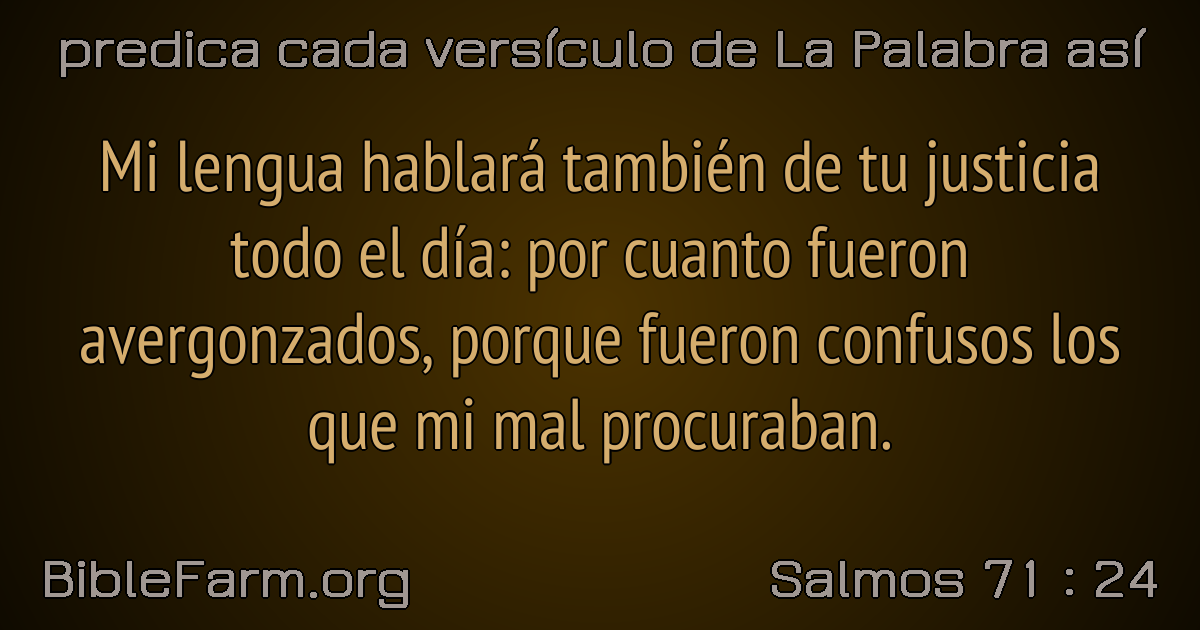 predica cada versículo de La Palabra así
Mi lengua hablará también de tu justicia
todo el día: por cuanto fueron
avergonzados, porque fueron confusos los
que mi mal procuraban.
BibleFarm.org
Salmos 71 : 24